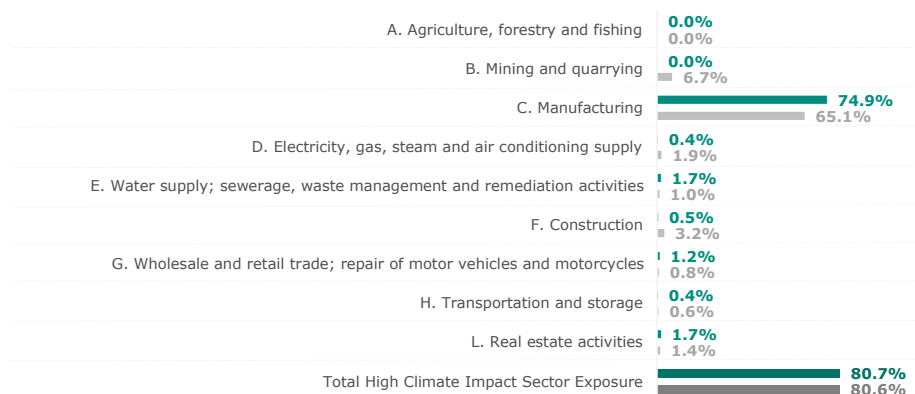 A. Agriculture, forestry and fishing 0.0%
0.0%
B. Mining and quarrying 0.0%
6.7%
C. Manufacturing 74.9%
65.1%
D. Electricity, gas, steam and air conditioning supply 0.4%
1.9%
E. Water supply; sewerage, waste management and remediation activities 1.7%
1.0%
F. Construction 0.5%
3.2%
G. Wholesale and retail trade; repair of motor vehicles and motorcycles 1.2%
0.8%
H. Transportation and storage 0.4%
0.6%
L. Real estate activities 1.7%
1.4%
Total High Climate Impact Sector Exposure 80.7%
80.6%